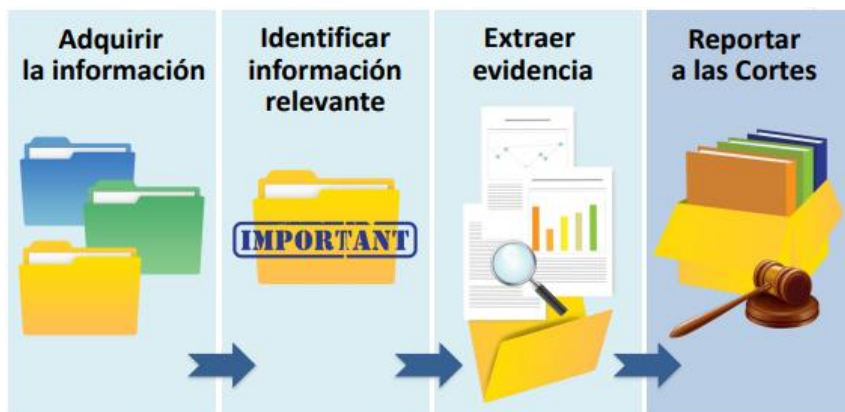 Adquirir
la información
Identificar
información
relevante
Extraer
evidencia
Reportar
a las Cortes
IMPORTANT